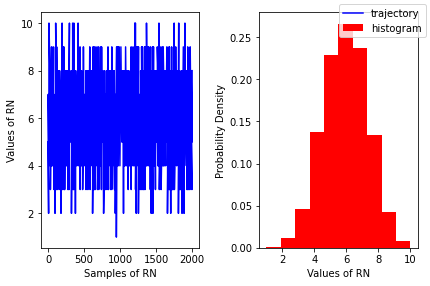 trajectory
histogram
Values of RN
10
8
6
4
2
0 500 1000 1500 2000
Samples of RN
Probability Density
0.25
0.20
0.15
0.10
0.05
0.00
2 4 6 8 10
Values of RN